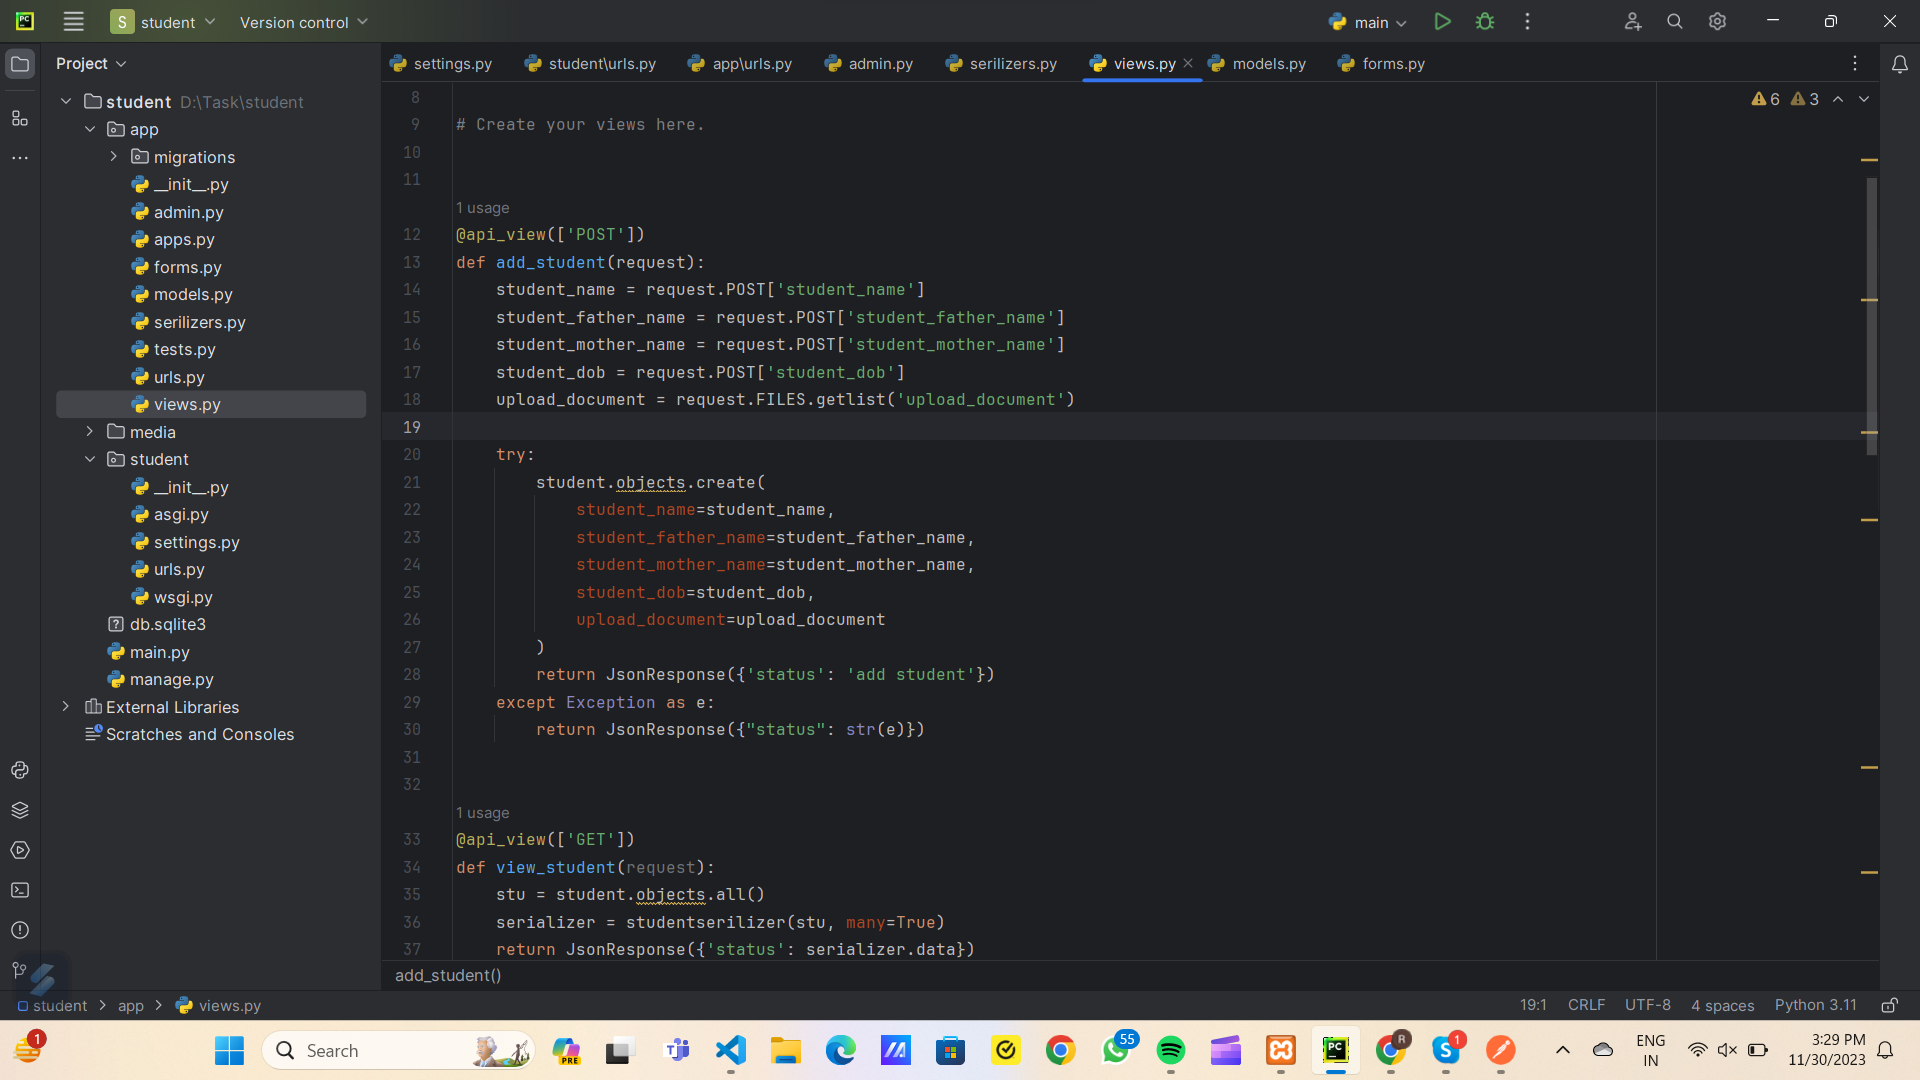 S student Version control main
Project
settings.py student\urls.py app\urls.py admin.py serilizers.py views.py models.py forms.py
student D:\Task\student
app
migrations
__init__.py
admin.py
apps.py
forms.py
models.py
serilizers.py
tests.py
urls.py
views.py
media
student
__init__.py
asgi.py
settings.py
urls.py
wsgi.py
db.sqlite3
main.py
manage.py
External Libraries
Scratches and Consoles
6 3
8
9 # Create your views here.
10
11
1 usage
12 @api_view(['POST'])
13 def add_student(request):
14     student_name = request.POST['student_name']
15     student_father_name = request.POST['student_father_name']
16     student_mother_name = request.POST['student_mother_name']
17     student_dob = request.POST['student_dob']
18     upload_document = request.FILES.getlist('upload_document')
19
20     try:
21         student.objects.create(
22             student_name=student_name,
23             student_father_name=student_father_name,
24             student_mother_name=student_mother_name,
25             student_dob=student_dob,
26             upload_document=upload_document
27         )
28         return JsonResponse({'status': 'add student'})
29     except Exception as e:
30         return JsonResponse({"status": str(e)})
31
32
1 usage
33 @api_view(['GET'])
34 def view_student(request):
35     stu = student.objects.all()
36     serializer = studentserilizer(stu, many=True)
37     return JsonResponse({'status': serializer.data})
add_student()
student > app > views.py
19:1 CRLF UTF-8 4 spaces Python 3.11
1
Search
PRE
PC
R
55
1
ENG
IN
3:29 PM
11/30/2023